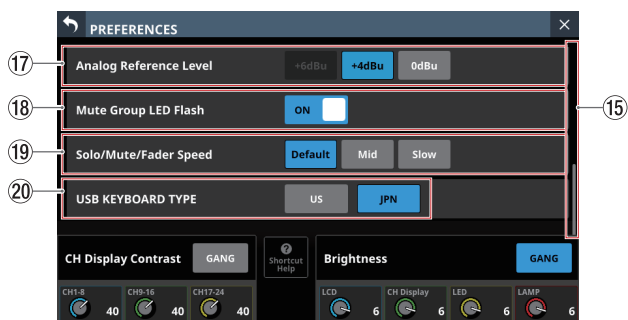 PREFERENCES
17 Analog Reference Level +6dBu +4dBu 0dBu
15
18 Mute Group LED Flash ON
19 Solo/Mute/Fader Speed Default Mid Slow
20 USB KEYBOARD TYPE US JPN
CH Display Contrast GANG
? Shortcut Help
Brightness GANG
CH1-8 CH9-16 CH17-24
40 40 40
LCD CH Display LED LAMP
6 6 6 6